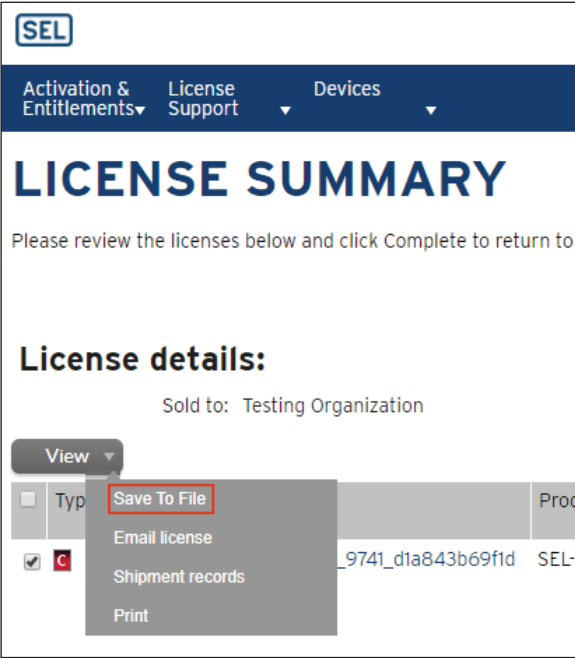 SEL
Activation &
Entitlements
License
Support
Devices
LICENSE SUMMARY
Please review the licenses below and click Complete to return to
License details:
Sold to: Testing Organization
View
Typ
Proc
Save To File
Email license
Shipment records
Print
C
_9741_d1a843b69f1d
SEL-